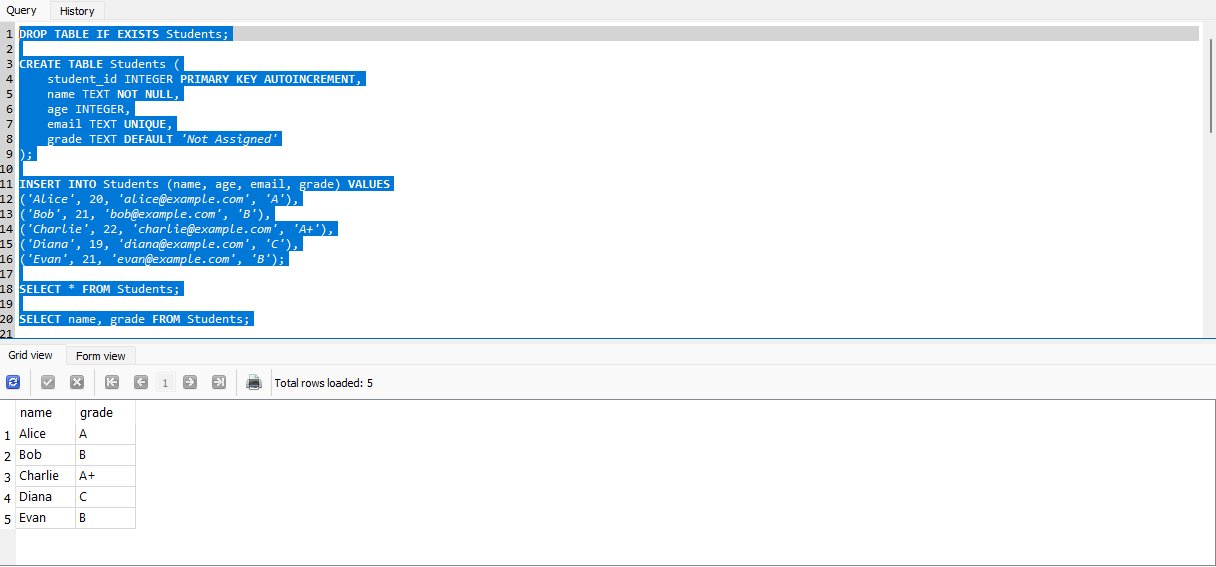 Query History
1 DROP TABLE IF EXISTS Students;
2
3 CREATE TABLE Students (
4 student_id INTEGER PRIMARY KEY AUTOINCREMENT,
5 name TEXT NOT NULL,
6 age INTEGER,
7 email TEXT UNIQUE,
8 grade TEXT DEFAULT 'Not Assigned'
9 );
10
11 INSERT INTO Students (name, age, email, grade) VALUES
12 ('Alice', 20, 'alice@example.com', 'A'),
13 ('Bob', 21, 'bob@example.com', 'B'),
14 ('Charlie', 22, 'charlie@example.com', 'A+'),
15 ('Diana', 19, 'diana@example.com', 'C'),
16 ('Evan', 21, 'evan@example.com', 'B');
17
18 SELECT * FROM Students;
19
20 SELECT name, grade FROM Students;
21
Grid view Form view
1 Total rows loaded: 5
name grade
1 Alice A
2 Bob B
3 Charlie A+
4 Diana C
5 Evan B